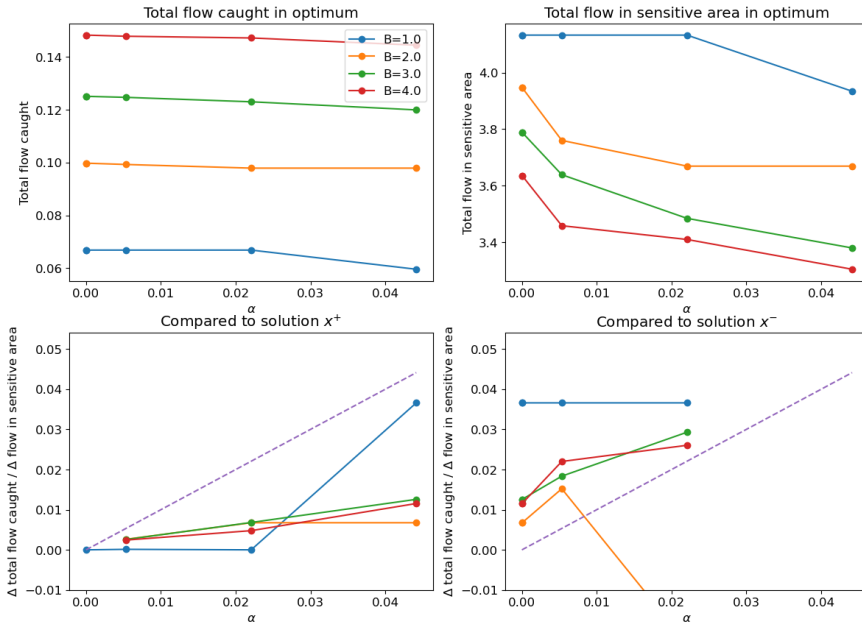 Total flow caught in optimum
Total flow caught
0.14
0.12
0.10
0.08
0.06
B=1.0
B=2.0
B=3.0
B=4.0
0.00 0.01 0.02 0.03 0.04
α
Total flow in sensitive area in optimum
Total flow in sensitive area
4.0
3.8
3.6
3.4
0.00 0.01 0.02 0.03 0.04
α
Compared to solution x⁺
Δ total flow caught / Δ flow in sensitive area
0.05
0.04
0.03
0.02
0.01
0.00
−0.01
0.00 0.01 0.02 0.03 0.04
α
Compared to solution x⁻
Δ total flow caught / Δ flow in sensitive area
0.05
0.04
0.03
0.02
0.01
0.00
−0.01
0.00 0.01 0.02 0.03 0.04
α